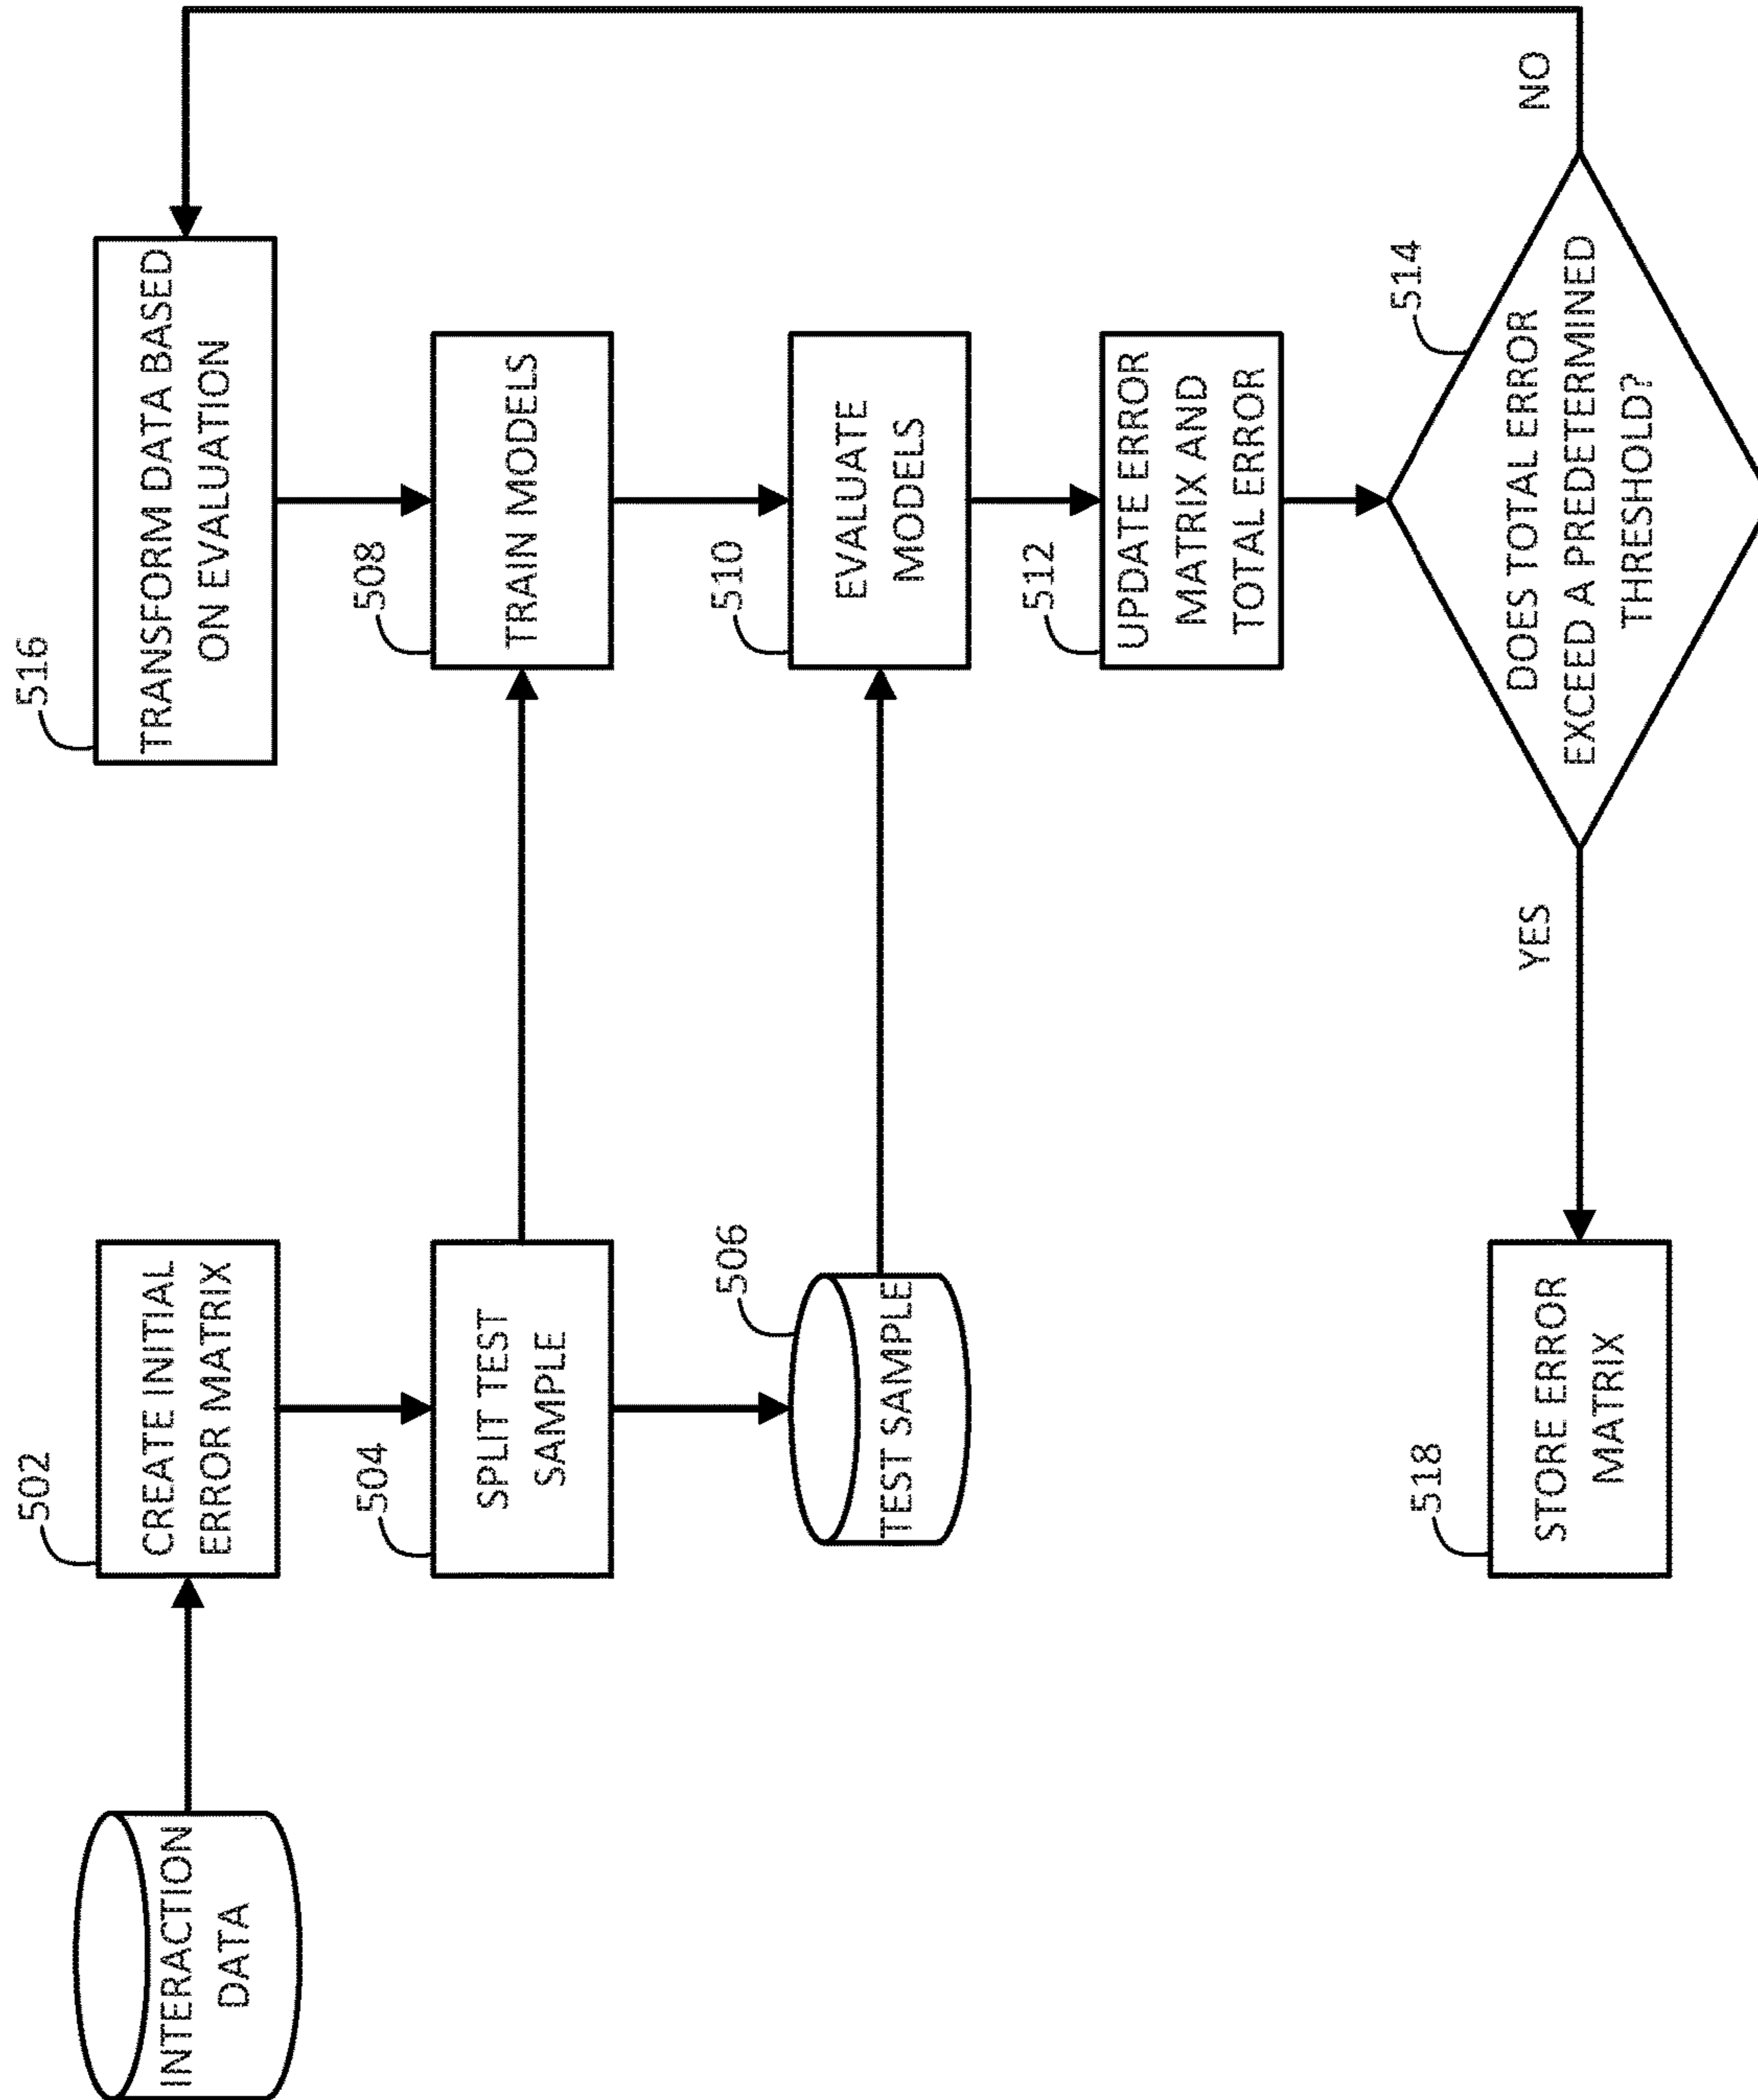 INTERACTION
DATA
502
CREATE INITIAL
ERROR MATRIX
504
SPLIT TEST
SAMPLE
506
TEST SAMPLE
516
TRANSFORM DATA BASED
ON EVALUATION
508
TRAIN MODELS
510
EVALUATE
MODELS
512
UPDATE ERROR
MATRIX AND
TOTAL ERROR
514
DOES TOTAL ERROR
EXCEED A PREDETERMINED
THRESHOLD?
NO
YES
518
STORE ERROR
MATRIX